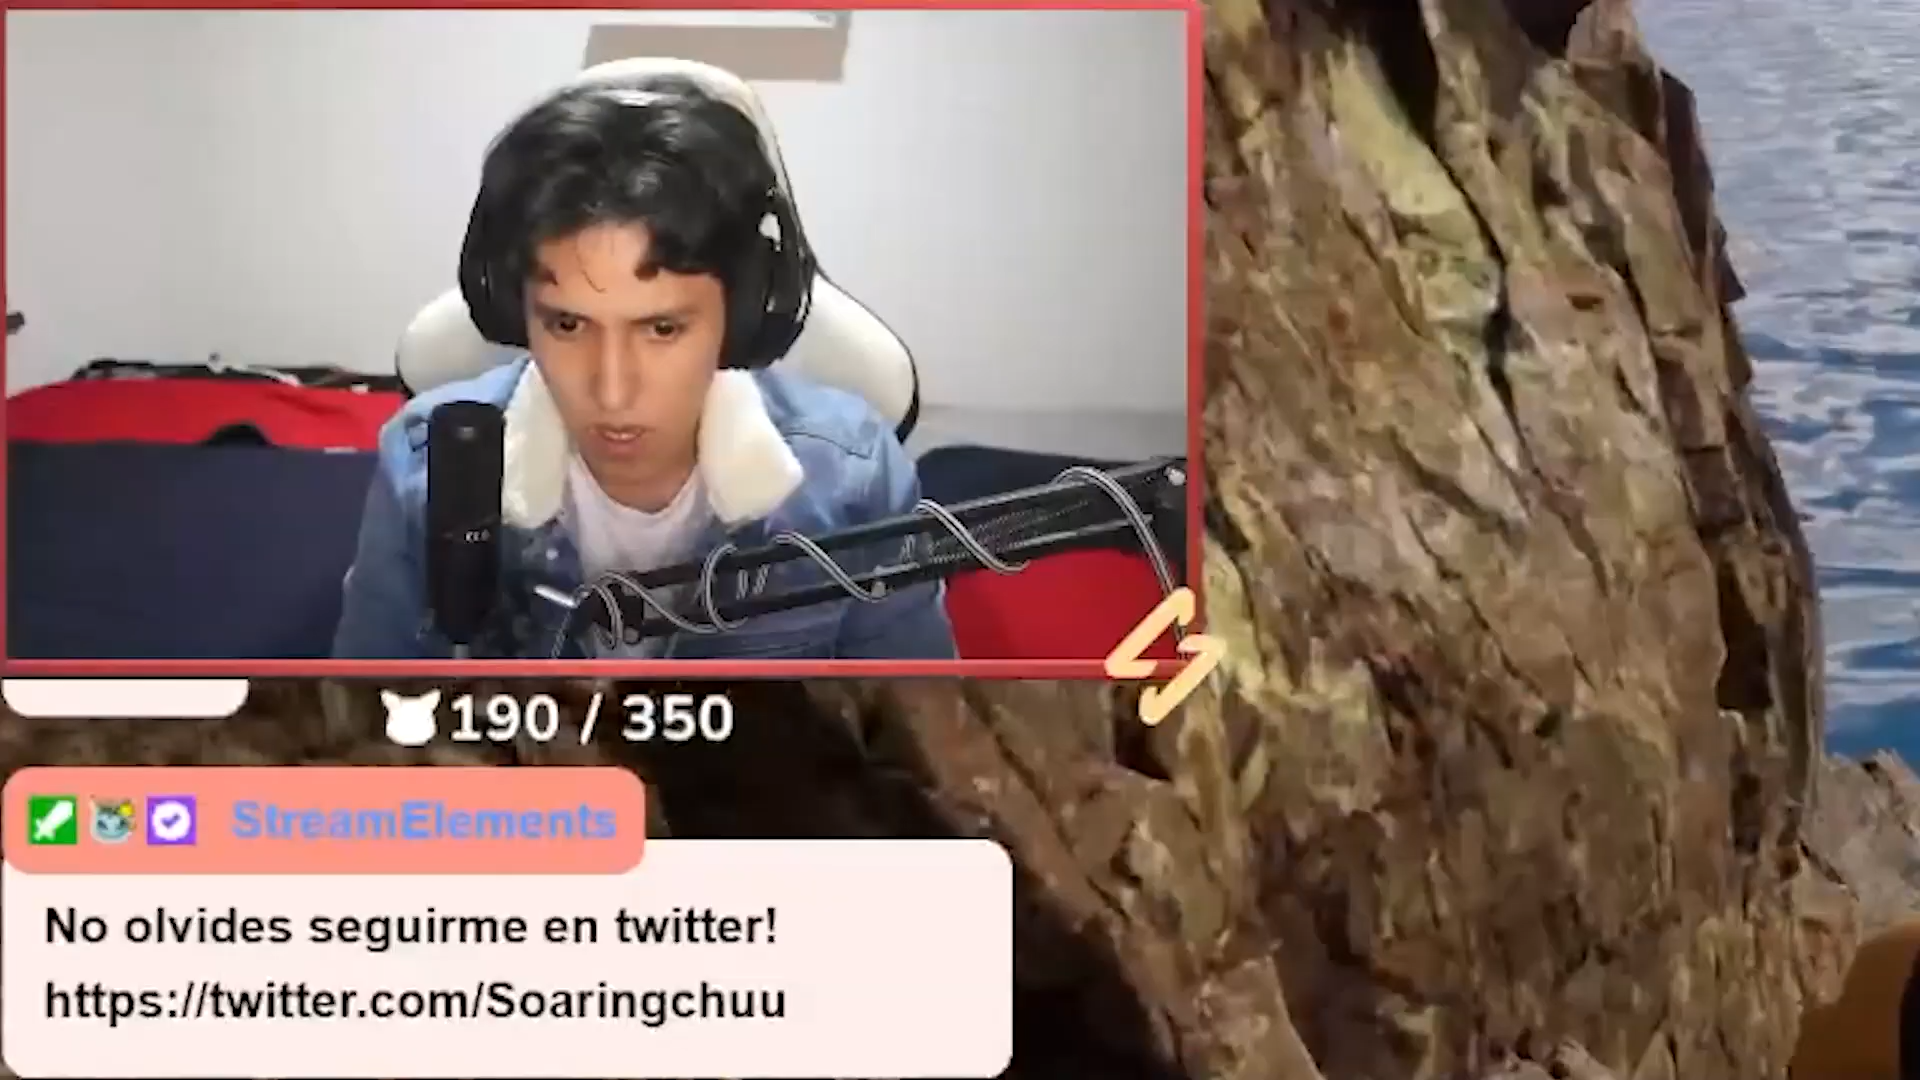 190 / 350
StreamElements
No olvides seguirme en twitter!
https://twitter.com/Soaringchuu